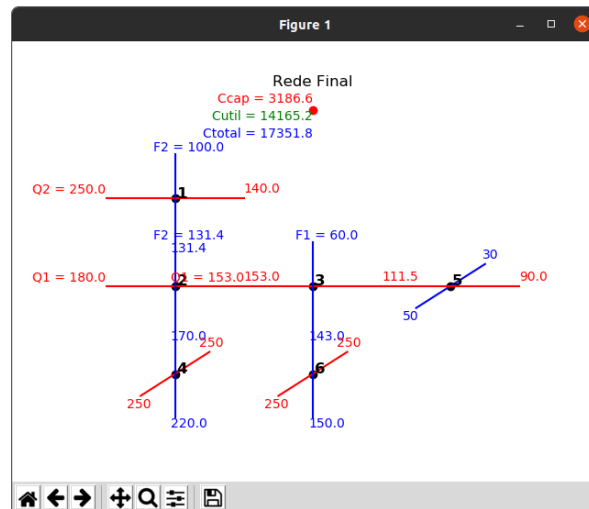 Figure 1
Rede Final
Ccap = 3186.6
Cutil = 14165.2
Ctotal = 17351.8
F2 = 100.0
Q2 = 250.0
1
140.0
F2 = 131.4
F1 = 60.0
131.4
30
Q1 = 180.0
2
Q1 = 153.0
153.0
3
111.5
5
90.0
50
170.0
250
143.0
250
4
6
250
250
220.0
150.0